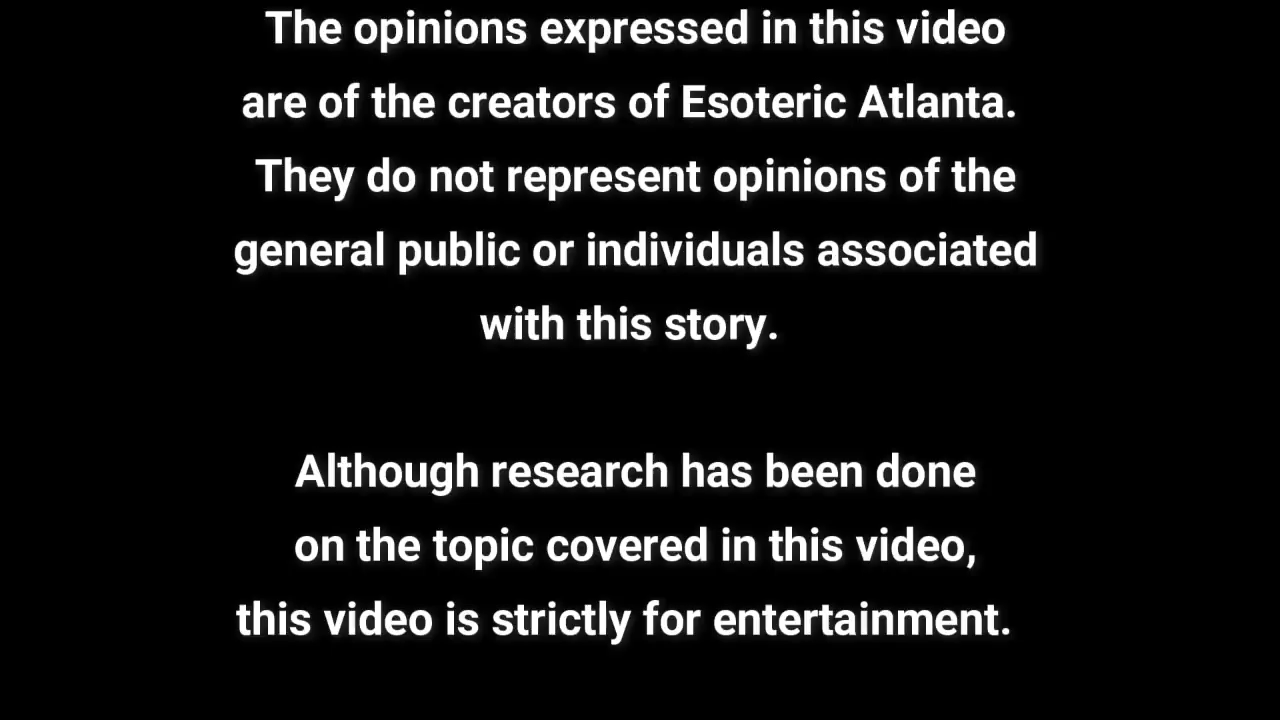 The opinions expressed in this video
are of the creators of Esoteric Atlanta.
They do not represent opinions of the
general public or individuals associated
with this story.
Although research has been done
on the topic covered in this video,
this video is strictly for entertainment.